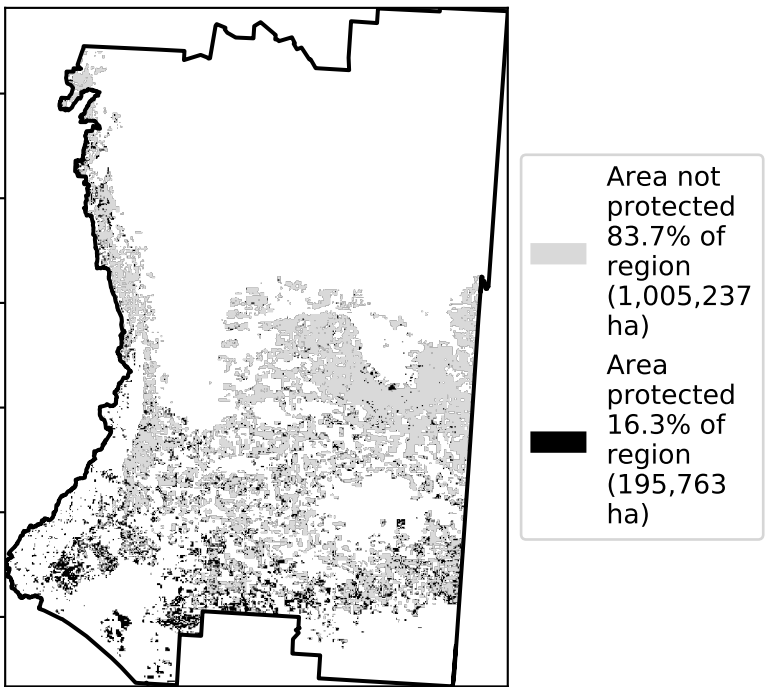 Area not
protected
83.7% of
region
(1,005,237
ha)
Area
protected
16.3% of
region
(195,763
ha)